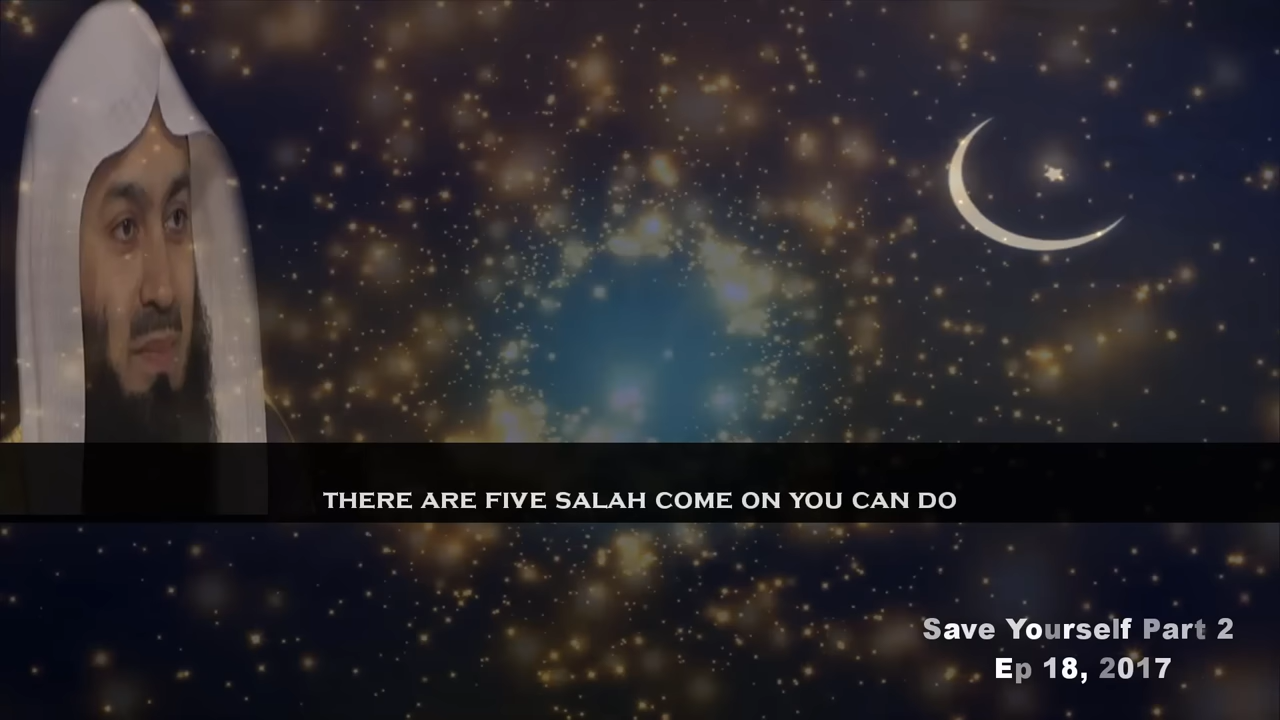 THERE ARE FIVE SALAH COME ON YOU CAN DO
Save Yourself Part 2
Ep 18, 2017